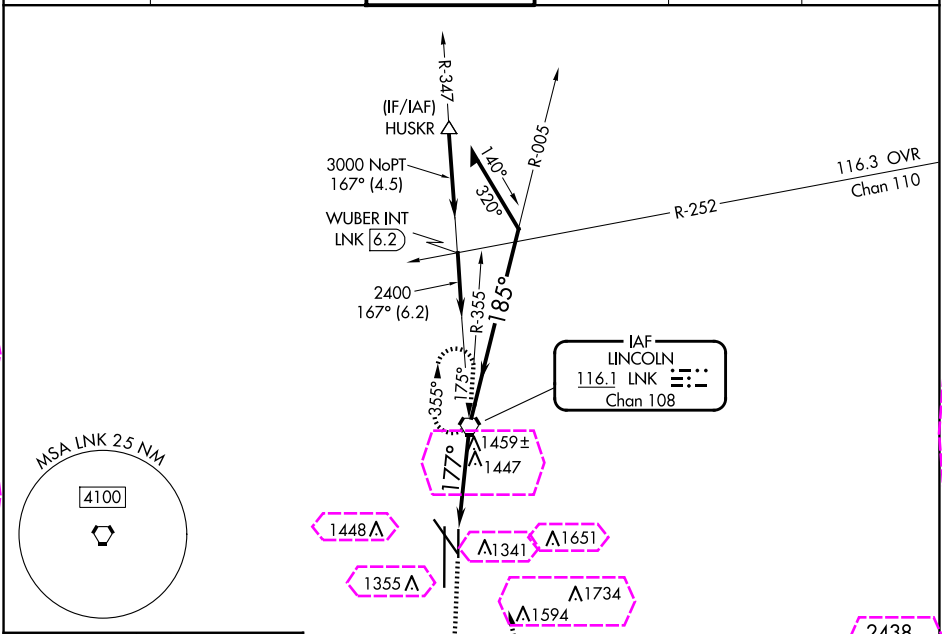 R-347
(IF/IAF)
HUSKR
3000 NoPT
167° (4.5)
WUBER INT
LNK 6.2
2400
167° (6.2)
140°
320°
R-005
116.3 OVR
Chan 110
R-252
R-355
185°
355°
175°
IAF
LINCOLN
116.1 LNK
Chan 108
1459±
1447
177°
MSA LNK 25 NM
4100
1448
1341
1651
1355
1734
1594
2438